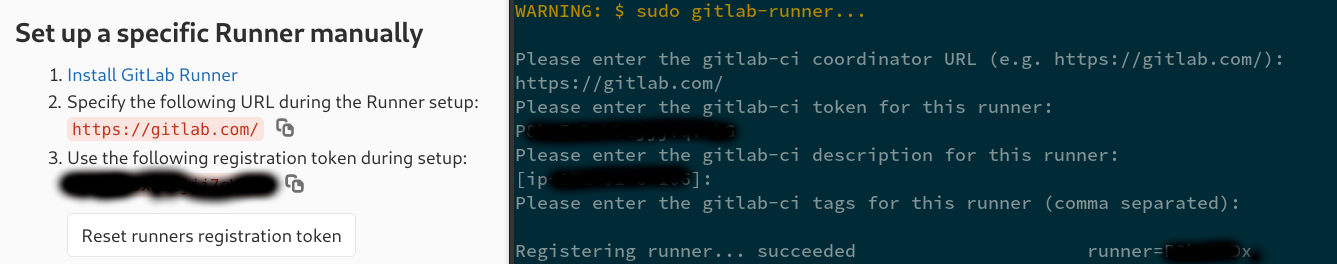 Set up a specific Runner manually
1. Install GitLab Runner
2. Specify the following URL during the Runner setup:
https://gitlab.com/
3. Use the following registration token during setup:
Reset runners registration token
WARNING: $ sudo gitlab-runner...
Please enter the gitlab-ci coordinator URL (e.g. https://gitlab.com/):
https://gitlab.com/
Please enter the gitlab-ci token for this runner:
Please enter the gitlab-ci description for this runner:
[ip
]:
Please enter the gitlab-ci tags for this runner (comma separated):
Registering runner... succeeded runner=